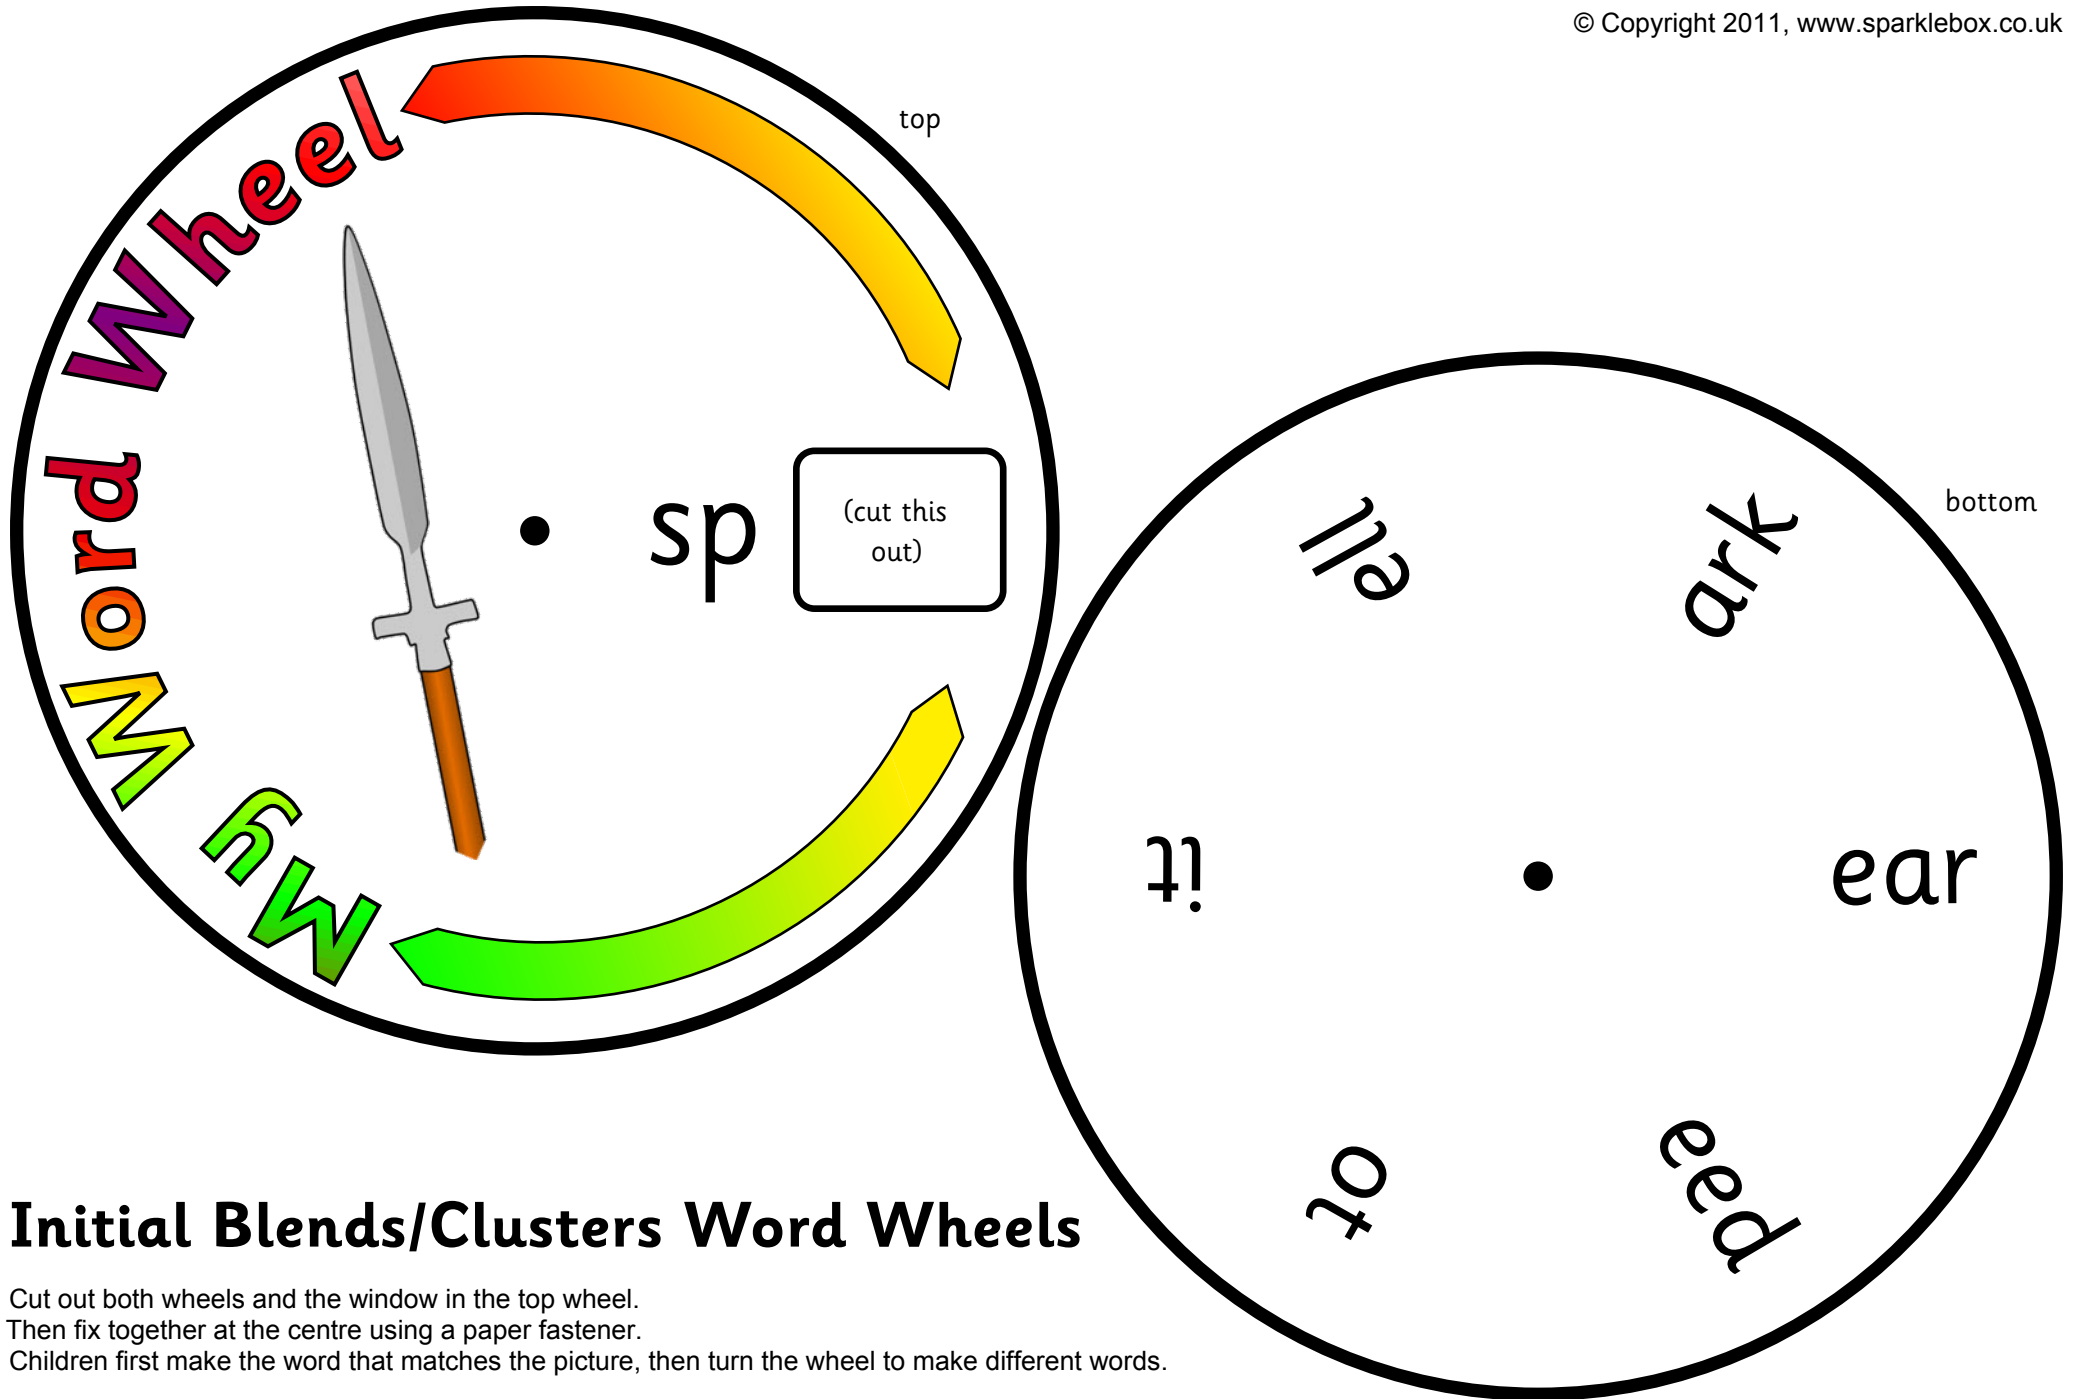 © Copyright 2011, www.sparklebox.co.uk
My Word Wheel
top
sp
(cut this
out)
bottom
ell
ark
it
ear
ot
eed
Initial Blends/Clusters Word Wheels
Cut out both wheels and the window in the top wheel.
Then fix together at the centre using a paper fastener.
Children first make the word that matches the picture, then turn the wheel to make different words.